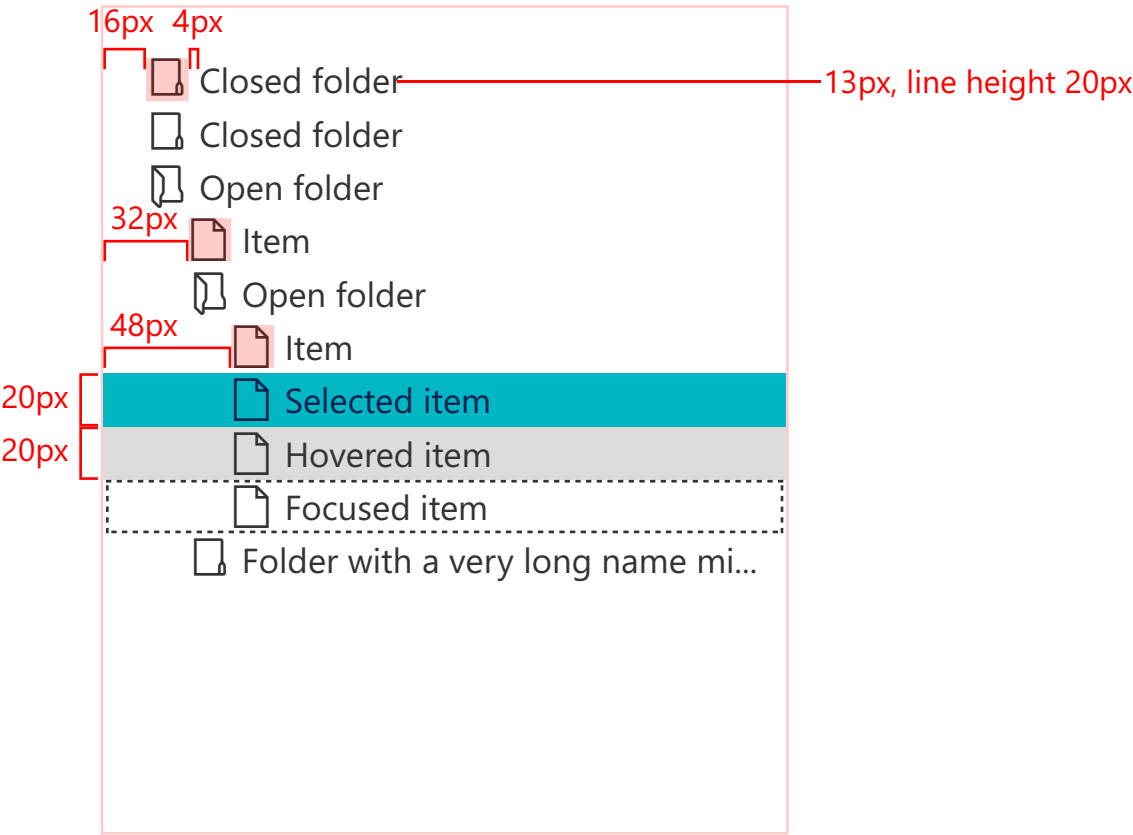 16px 4px
Closed folder
13px, line height 20px
Closed folder
Open folder
32px
Item
Open folder
48px
Item
20px
Selected item
20px
Hovered item
Focused item
Folder with a very long name mi...